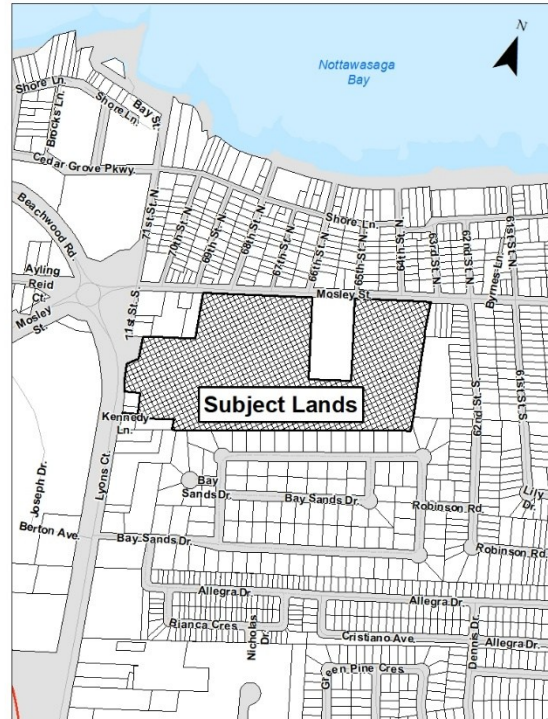 N
Nottawasaga
Bay
Shore Ln.
Brocks Ln.
Shore Ln.
Bay St.
Cedar Grove Pkwy.
Beachwood Rd.
71st St. N.
70th St. N.
69th St. N.
68th St. N.
67th St. N.
66th St. N.
65th St. N.
64th St. N.
63rd St. N.
62nd St. N.
61st St. N.
Shore Ln.
Byrnes Ln.
Ayling
Reid
Ct.
Mosley
St.
Mosley St.
71st St. S.
Subject Lands
Kennedy
Ln.
62nd St. S.
61st St. S.
Lyons Ct.
Joseph Dr.
Bay
Sands Dr.
Bay Sands Dr.
Robinson Rd.
Lily
Dr.
Berton Ave.
Bay Sands Dr.
Robinson Rd.
Allegra Dr.
Allegra Dr.
Bianca Cres
Nicholas
Dr.
Cristiano Ave.
Dennis Dr.
Allegra Dr.
Green Pine Cres